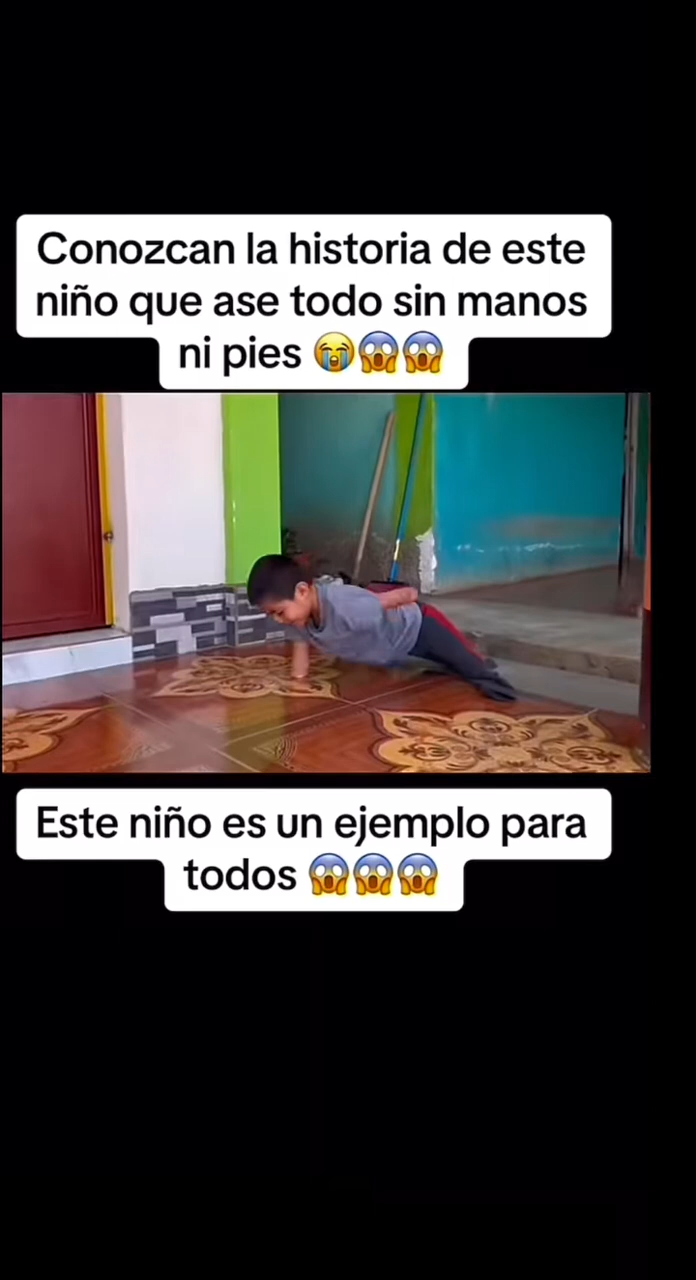 Conozcan la historia de este
niño que ase todo sin manos
ni pies 😭😱😱
Este niño es un ejemplo para
todos 😱😱😱